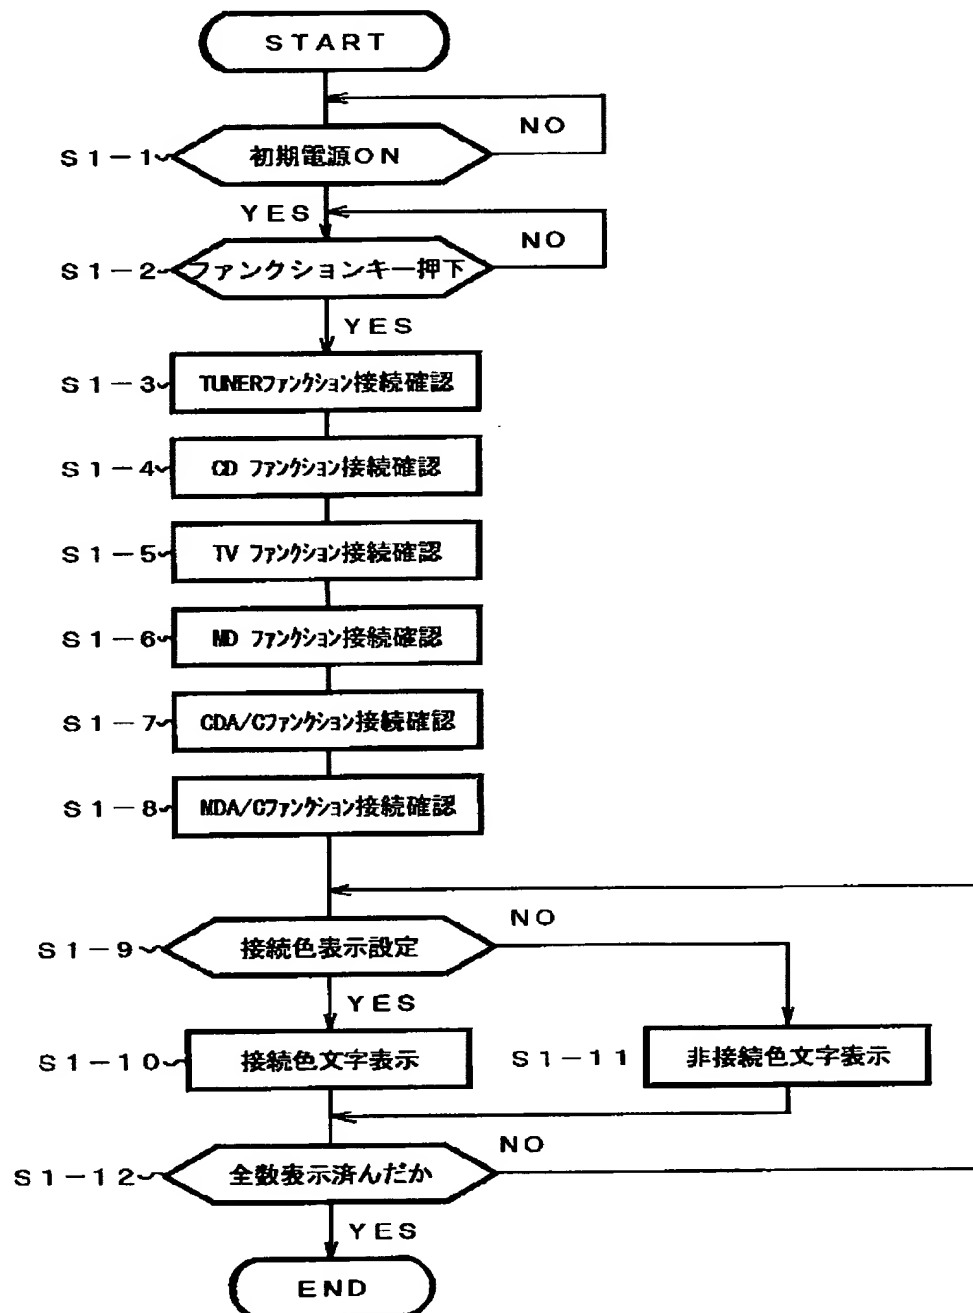 START
NO
S1-1 初期電源ON
YES
NO
S1-2 ファンクションキー押下
YES
S1-3 TUNERファンクション接続確認
S1-4 CD ファンクション接続確認
S1-5 TV ファンクション接続確認
S1-6 MD ファンクション接続確認
S1-7 CDA/Cファンクション接続確認
S1-8 MDA/Cファンクション接続確認
NO
S1-9 接続色表示設定
YES
S1-10 接続色文字表示
S1-11 非接続色文字表示
NO
S1-12 全数表示済んだか
YES
END